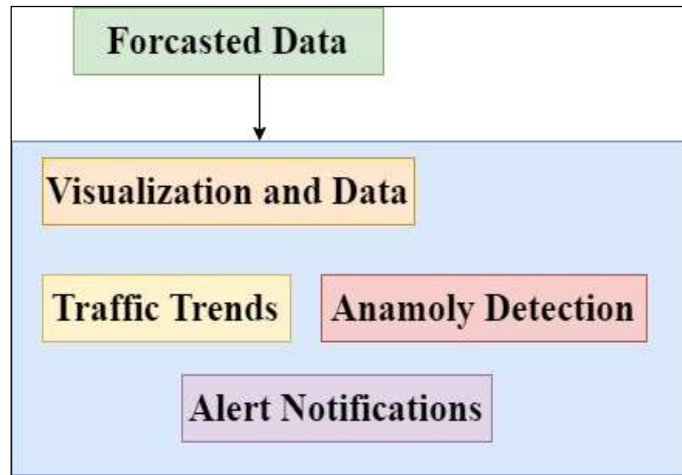 Forcasted Data
Visualization and Data
Traffic Trends
Anamoly Detection
Alert Notifications